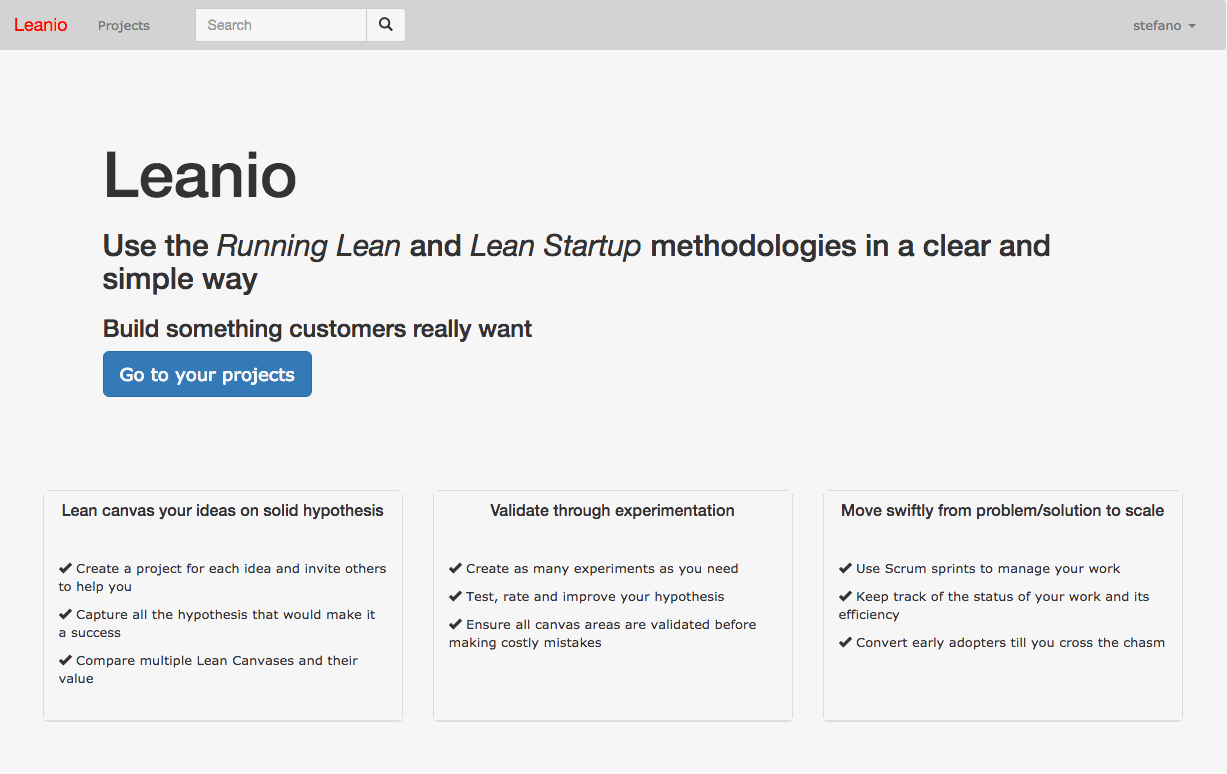 Leanio
Projects
Search
stefano
Leanio
Use the Running Lean and Lean Startup methodologies in a clear and
simple way
Build something customers really want
Go to your projects
Lean canvas your ideas on solid hypothesis
Create a project for each idea and invite others
to help you
Capture all the hypothesis that would make it
a success
Compare multiple Lean Canvases and their
value
Validate through experimentation
Create as many experiments as you need
Test, rate and improve your hypothesis
Ensure all canvas areas are validated before
making costly mistakes
Move swiftly from problem/solution to scale
Use Scrum sprints to manage your work
Keep track of the status of your work and its
efficiency
Convert early adopters till you cross the chasm